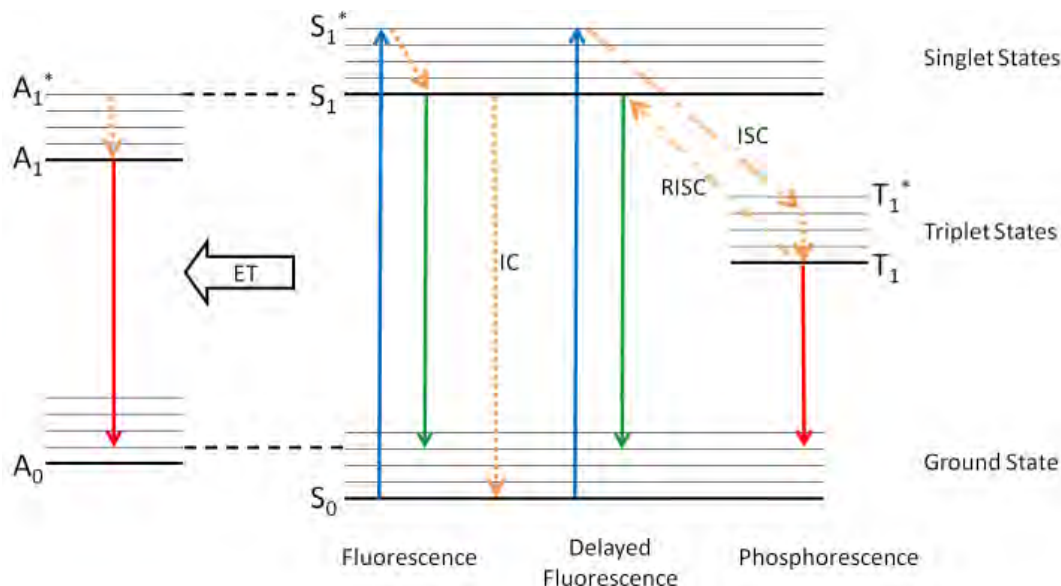 S1*
Singlet States
A1*
S1
ISC
A1
RISC
T1*
Triplet States
IC
T1
ET
A0
Ground State
S0
Fluorescence
Delayed
Fluorescence
Phosphorescence